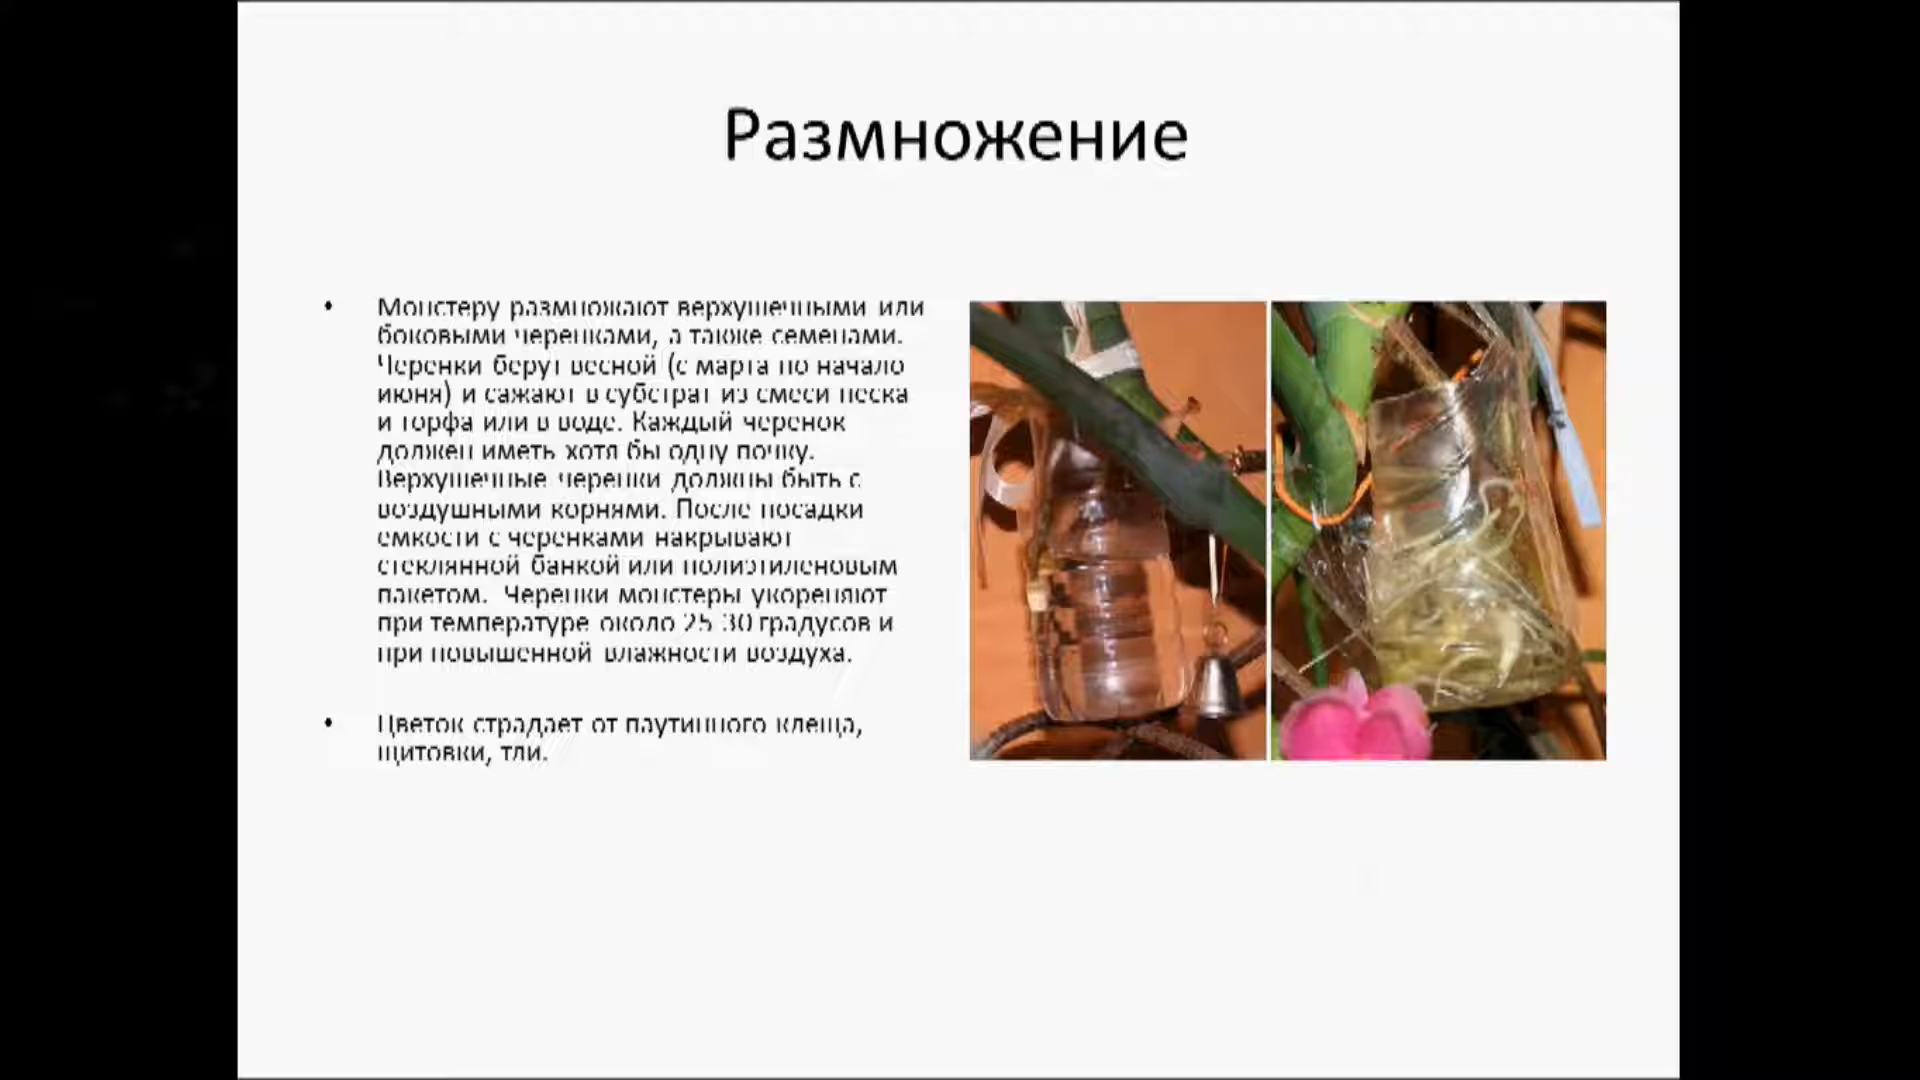 Размножение
• Монстеру размножают верхушечными или
боковыми черенками, а также семенами.
Черенки берут весной (с марта по начало
июня) и сажают в субстрат из смеси песка
и торфа или в воде. Каждый черенок
должен иметь хотя бы одну почку.
Верхушечные черенки должны быть с
воздушными корнями. После посадки
емкости с черенками накрывают
стеклянной банкой или полиэтиленовым
пакетом. Черенки монстеры укореняют
при температуре около 25-30 градусов и
при повышенной влажности воздуха.
• Цветок страдает от паутинного клеща,
щитовки, тли.